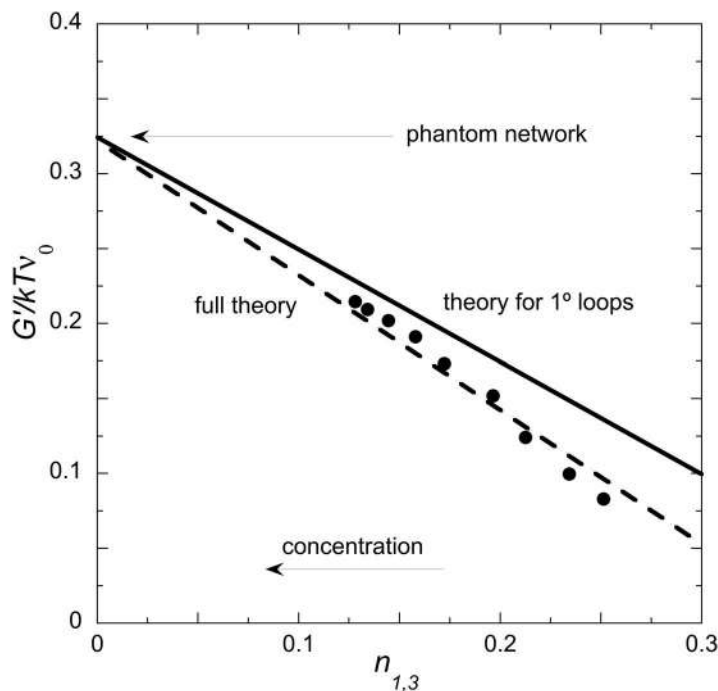 0.4
phantom network
0.3
G'/kTν₀
full theory
theory for 1º loops
0.2
0.1
concentration
0
0
0.1
0.2
0.3
n₁,₃